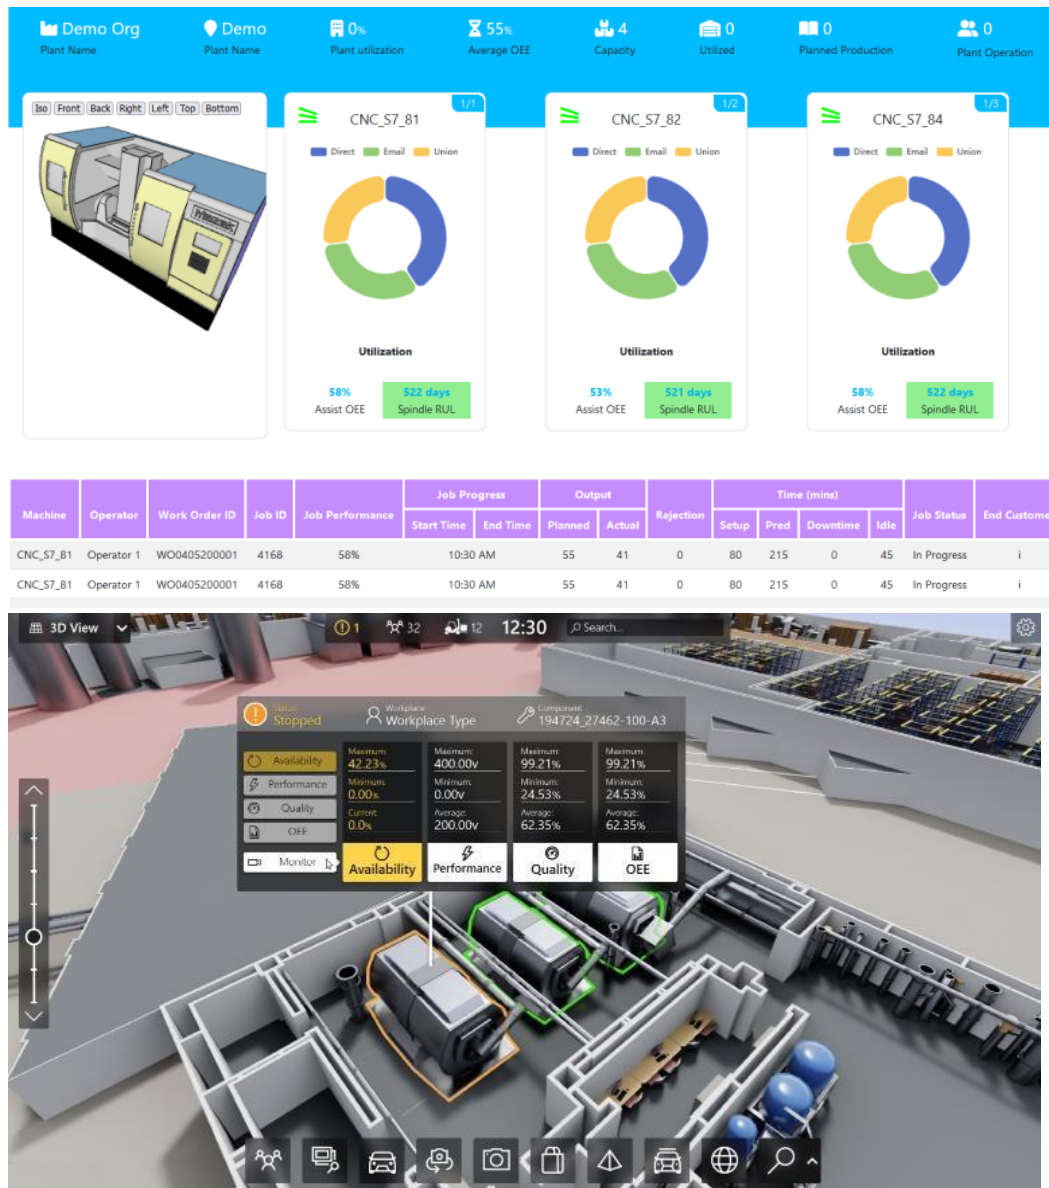 Demo Org Demo 0% 55% 4 0 0 0
Plant Name Plant Name Plant utilization Average OEE Capacity Utilized Planned Production Plant Operation
Iso Front Back Right Left Top Bottom
Mazak
1/1
CNC_S7_81
Direct Email Union
Utilization
58% 522 days
Assist OEE Spindle RUL
1/2
CNC_S7_82
Direct Email Union
Utilization
53% 521 days
Assist OEE Spindle RUL
1/3
CNC_S7_84
Direct Email Union
Utilization
58% 522 days
Assist OEE Spindle RUL
Job Progress Output Time (mins)
Machine Operator Work Order ID Job ID Job Performance Rejection Job Status End Custome
Start Time End Time Planned Actual Setup Pred Downtime Idle
CNC_S7_81 Operator 1 WO0405200001 4168 58% 10:30 AM 55 41 0 80 215 0 45 In Progress i
CNC_S7_81 Operator 1 WO0405200001 4168 58% 10:30 AM 55 41 0 80 215 0 45 In Progress i
3D View 1 32 12 12:30 Search...
Status Workplace Component
Stopped Workplace Type 194724_27462-100-A3
Availability
Performance
Quality
OEE
Monitor
Maximum: Maximum: Maximum: Maximum:
42.23% 400.00v 99.21% 99.21%
Minimum: Minimum: Minimum: Minimum:
0.00% 0.00v 24.53% 24.53%
Current: Average: Average: Average:
0.0% 200.00v 62.35% 62.35%
Availability Performance Quality OEE